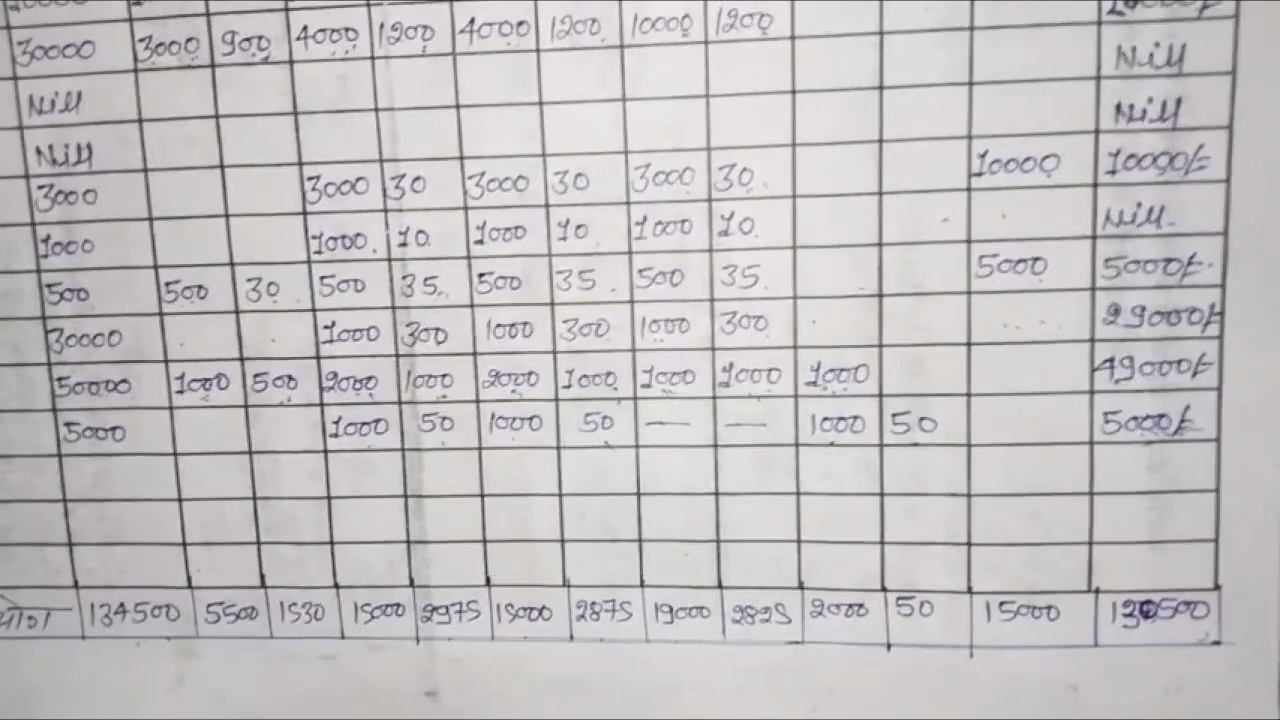 30000 3000 900 4000 1200 4000 1200 10000 1200
Nill Nill
Nill Nill
3000 3000 30 3000 30 3000 30 10000 10000/=
1000 1000 10 1000 10 1000 10 Nill
500 500 30 500 35 500 35 500 35 5000 5000/=
30000 1000 300 1000 300 1000 300 29000/=
50000 1000 500 2000 1000 2000 1000 1000 1000 1000 49000/=
5000 1000 50 1000 50 — — 1000 50 5000/=
134500 5500 1530 15000 2975 15000 2875 19000 2825 2000 50 15000